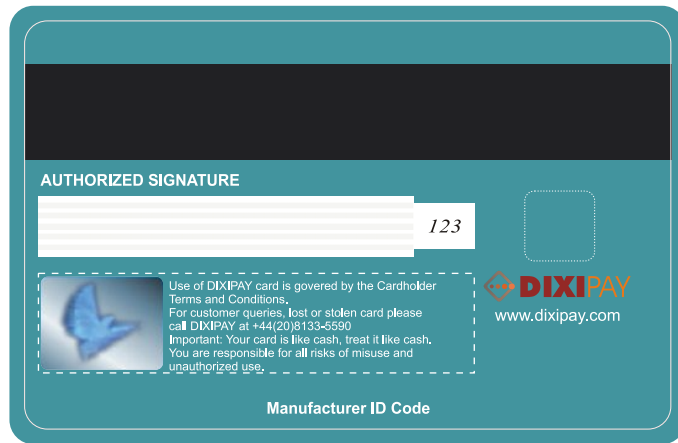 AUTHORIZED SIGNATURE
123
Use of DIXIPAY card is govered by the Cardholder
Terms and Conditions.
For customer queries, lost or stolen card please
call DIXIPAY at +44(20)8133-5590
Important: Your card is like cash, treat it like cash.
You are responsible for all risks of misuse and
unauthorized use.
DIXIPAY
www.dixipay.com
Manufacturer ID Code